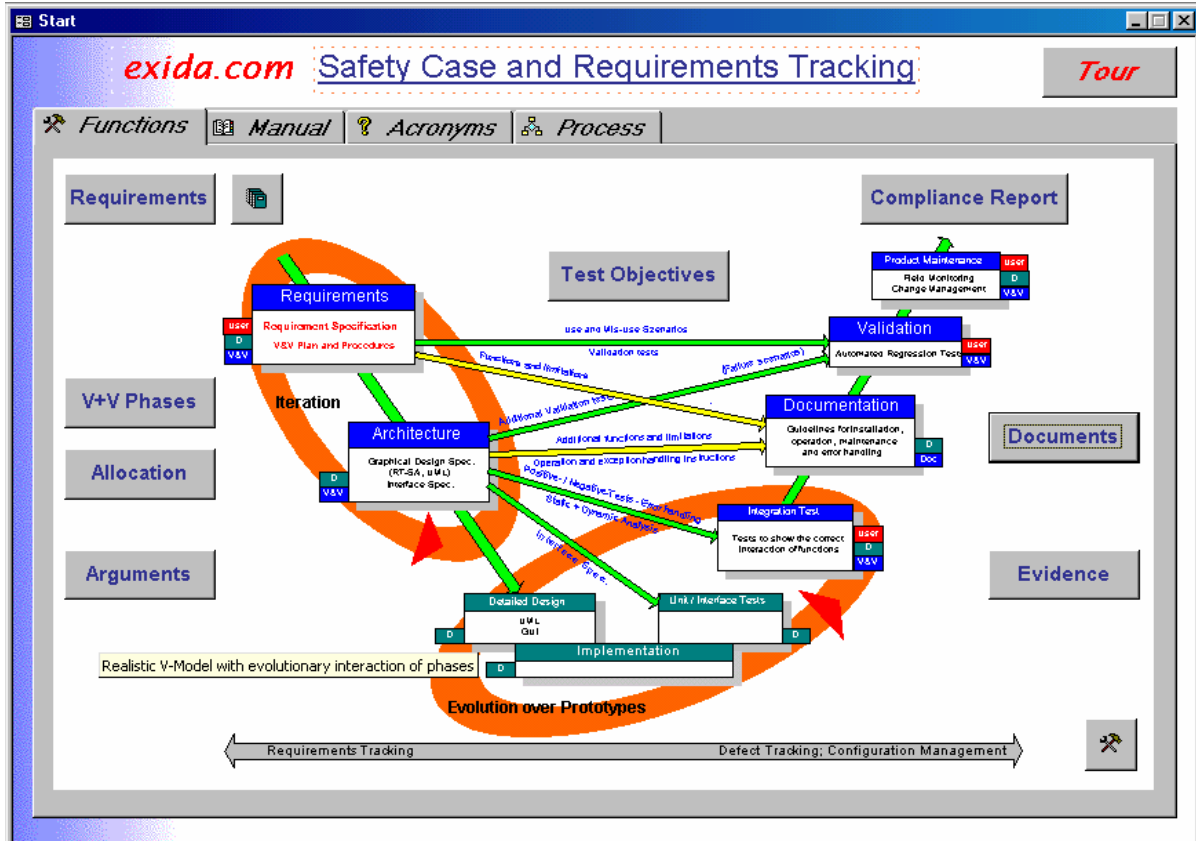 Start
exida.com Safety Case and Requirements Tracking
Tour
Functions
Manual
Acronyms
Process
Requirements
Compliance Report
Test Objectives
Product Maintenance
Field Monitoring
Change Management
user
D
V&V
Requirements
Requirement Specification
V&V Plan and Procedures
user
D
V&V
use and Mis-use Szenarios
Validation tests
Functions and limitations
(Failure scenarios)
Additional Validation tests
Validation
Automated Regression Test
user
V&V
V+V Phases
Iteration
Documentation
Guidelines for installation,
operation, maintenance
and error handling
D
Doc
Documents
Architecture
Graphical Design Spec.
(RT-SA, UML)
Interface Spec.
D
V&V
Additional functions and limitations
Operation and exception handling instructions
Positive- / Negative-Tests - Error handling
Static + Dynamic Analysis
Interface Spec.
Allocation
Integration Test
Tests to show the correct
interaction of functions
user
D
V&V
Arguments
Evidence
Detailed Design
UML
GUI
D
Unit / Interface Tests
D
Implementation
D
Realistic V-Model with evolutionary interaction of phases
Evolution over Prototypes
Requirements Tracking
Defect Tracking; Configuration Management